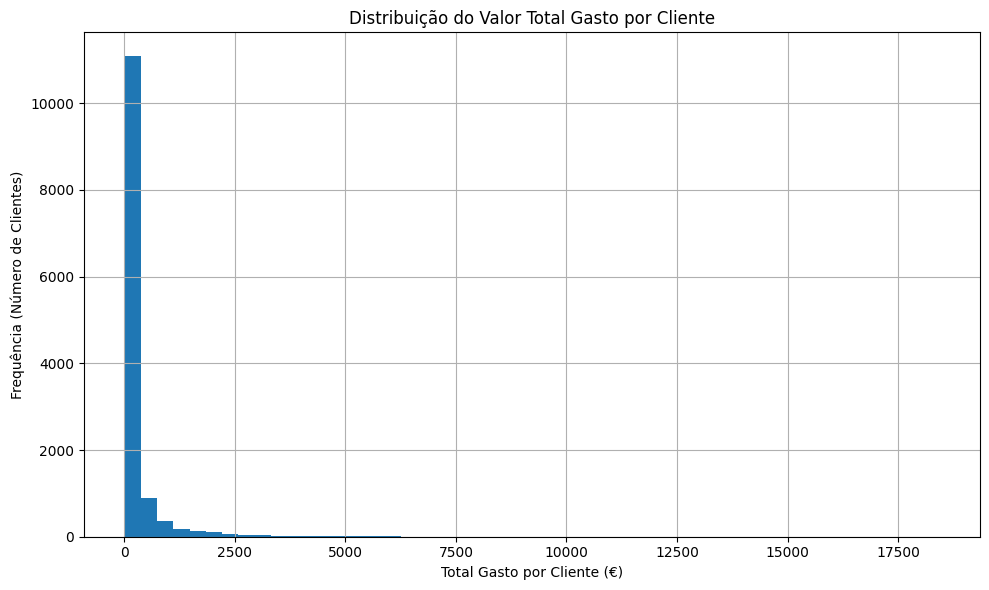 Distribuição do Valor Total Gasto por Cliente
Frequência (Número de Clientes)
10000
8000
6000
4000
2000
0
0 2500 5000 7500 10000 12500 15000 17500
Total Gasto por Cliente (€)